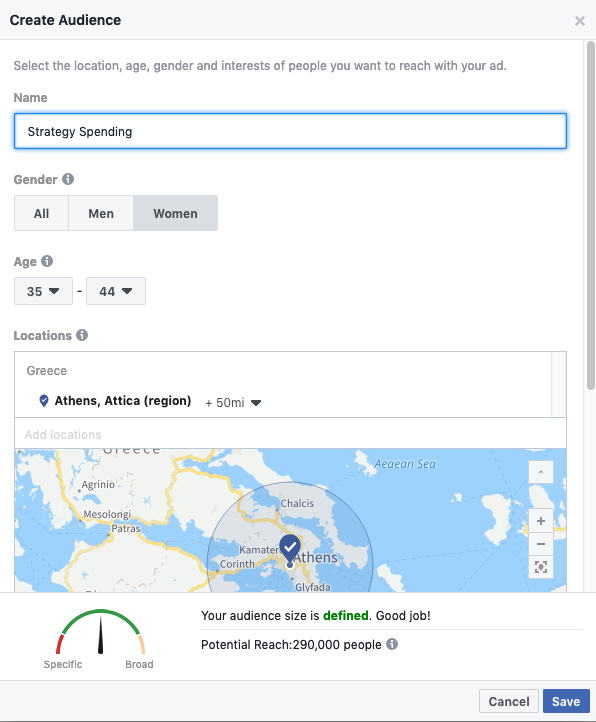 Create Audience
Select the location, age, gender and interests of people you want to reach with your ad.
Name
Strategy Spending
Gender
All Men Women
Age
35 - 44
Locations
Greece
Athens, Attica (region) + 50mi
Add locations
Greece
Aegean Sea
Agrinio
Chalcis
Mesolongi
Patras
Kamater
Athens
Corinth
Glyfada
Your audience size is defined. Good job!
Potential Reach:290,000 people
Specific Broad
Cancel Save